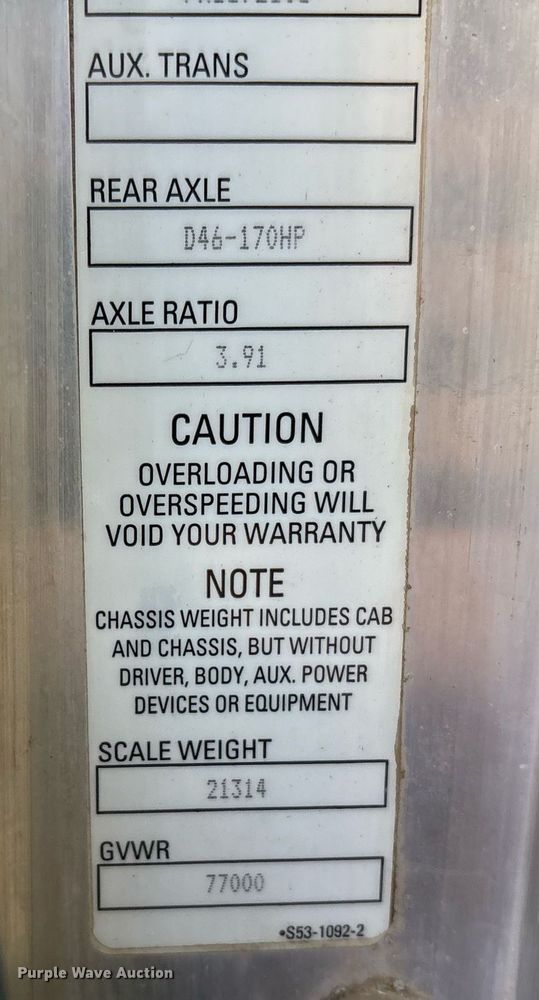 AUX. TRANS
REAR AXLE
D46-170HP
AXLE RATIO
3.91
CAUTION
OVERLOADING OR
OVERSPEEDING WILL
VOID YOUR WARRANTY
NOTE
CHASSIS WEIGHT INCLUDES CAB
AND CHASSIS, BUT WITHOUT
DRIVER, BODY, AUX. POWER
DEVICES OR EQUIPMENT
SCALE WEIGHT
21314
GVWR
77000
•S53-1092-2
Purple Wave Auction